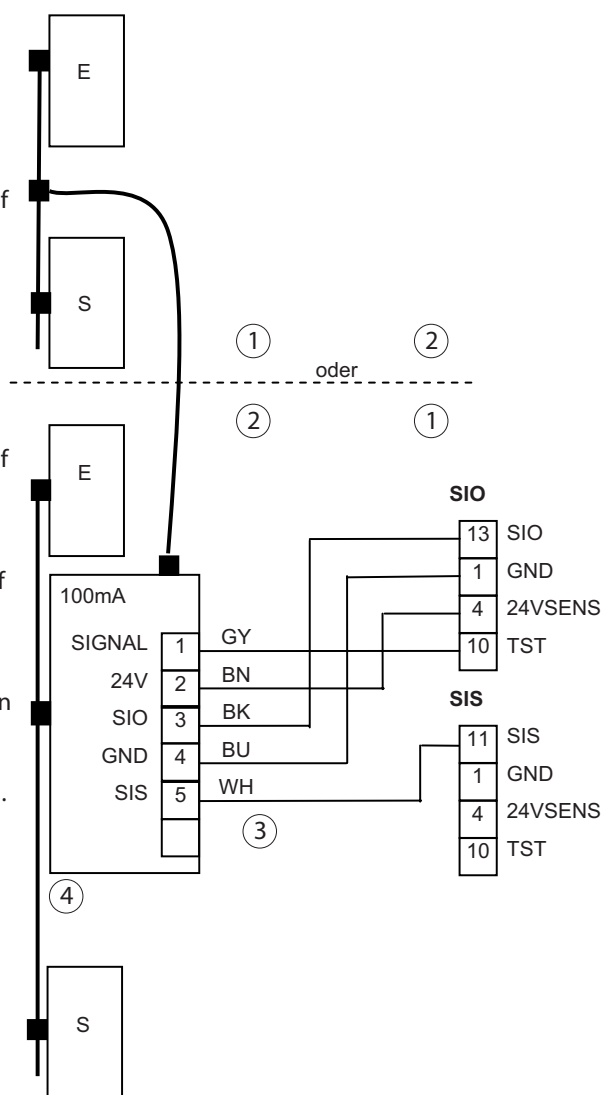 E
f
S
① ②
oder
② ①
f
E
SIO
13 SIO
f
1 GND
100mA
4 24VSENS
SIGNAL 1 GY
10 TST
24V 2 BN
n
SIS
SIO 3 BK
11 SIS
GND 4 BU
1 GND
SIS 5 WH
.
4 24VSENS
③
10 TST
④
S